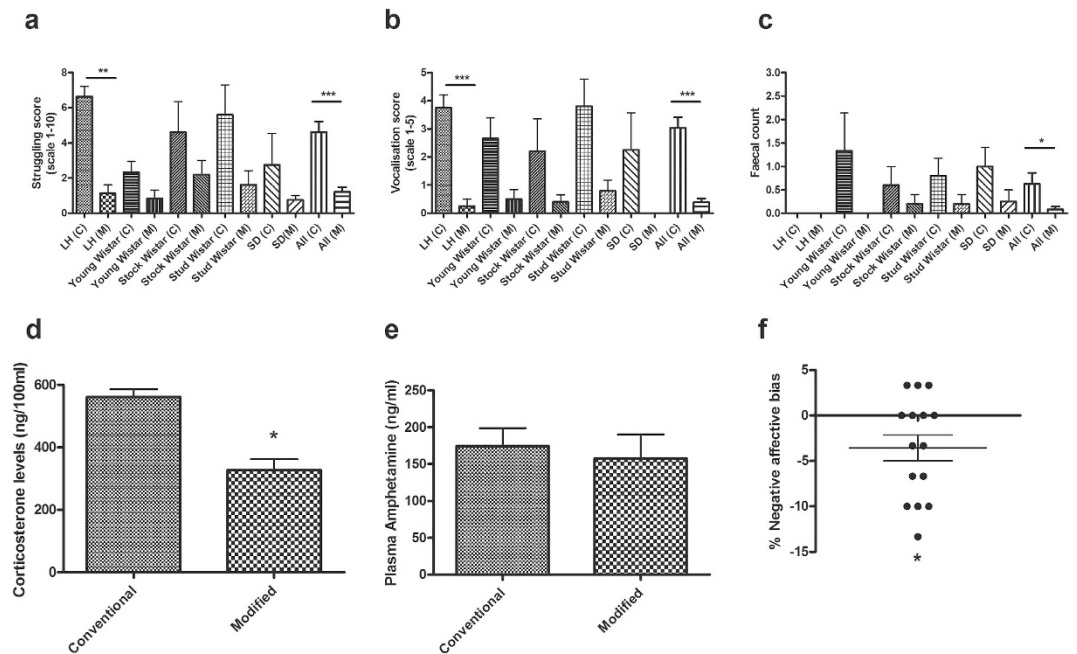 a
Struggling score
(scale 1-10)
8
6
4
2
0
**
***
LH (C)
LH (M)
Young Wistar (C)
Young Wistar (M)
Stock Wistar (C)
Stock Wistar (M)
Stud Wistar (C)
Stud Wistar (M)
SD (C)
SD(M)
All (C)
All (M)
b
Vocalisation score
(scale 1-5)
5
4
3
2
1
0
***
***
LH (C)
LH (M)
Young Wistar (C)
Young Wistar (M)
Stock Wistar (C)
Stock Wistar (M)
Stud Wistar (C)
Stud Wistar (M)
SD (C)
SD (M)
All (C)
All (M)
c
Faecal count
3.0
2.5
2.0
1.5
1.0
0.5
0.0
*
LH (C)
LH (M)
Young Wistar (C)
Young Wistar (M)
Stock Wistar (C)
Stock Wistar (M)
Stud Wistar (C)
Stud Wistar (M)
SD (C)
SD (M)
All (C)
All (M)
d
Corticosterone levels (ng/100ml)
600
400
200
0
*
Conventional
Modified
e
Plasma Amphetamine (ng/ml)
250
200
150
100
50
0
Conventional
Modified
f
% Negative affective bias
5
0
-5
-10
-15
*